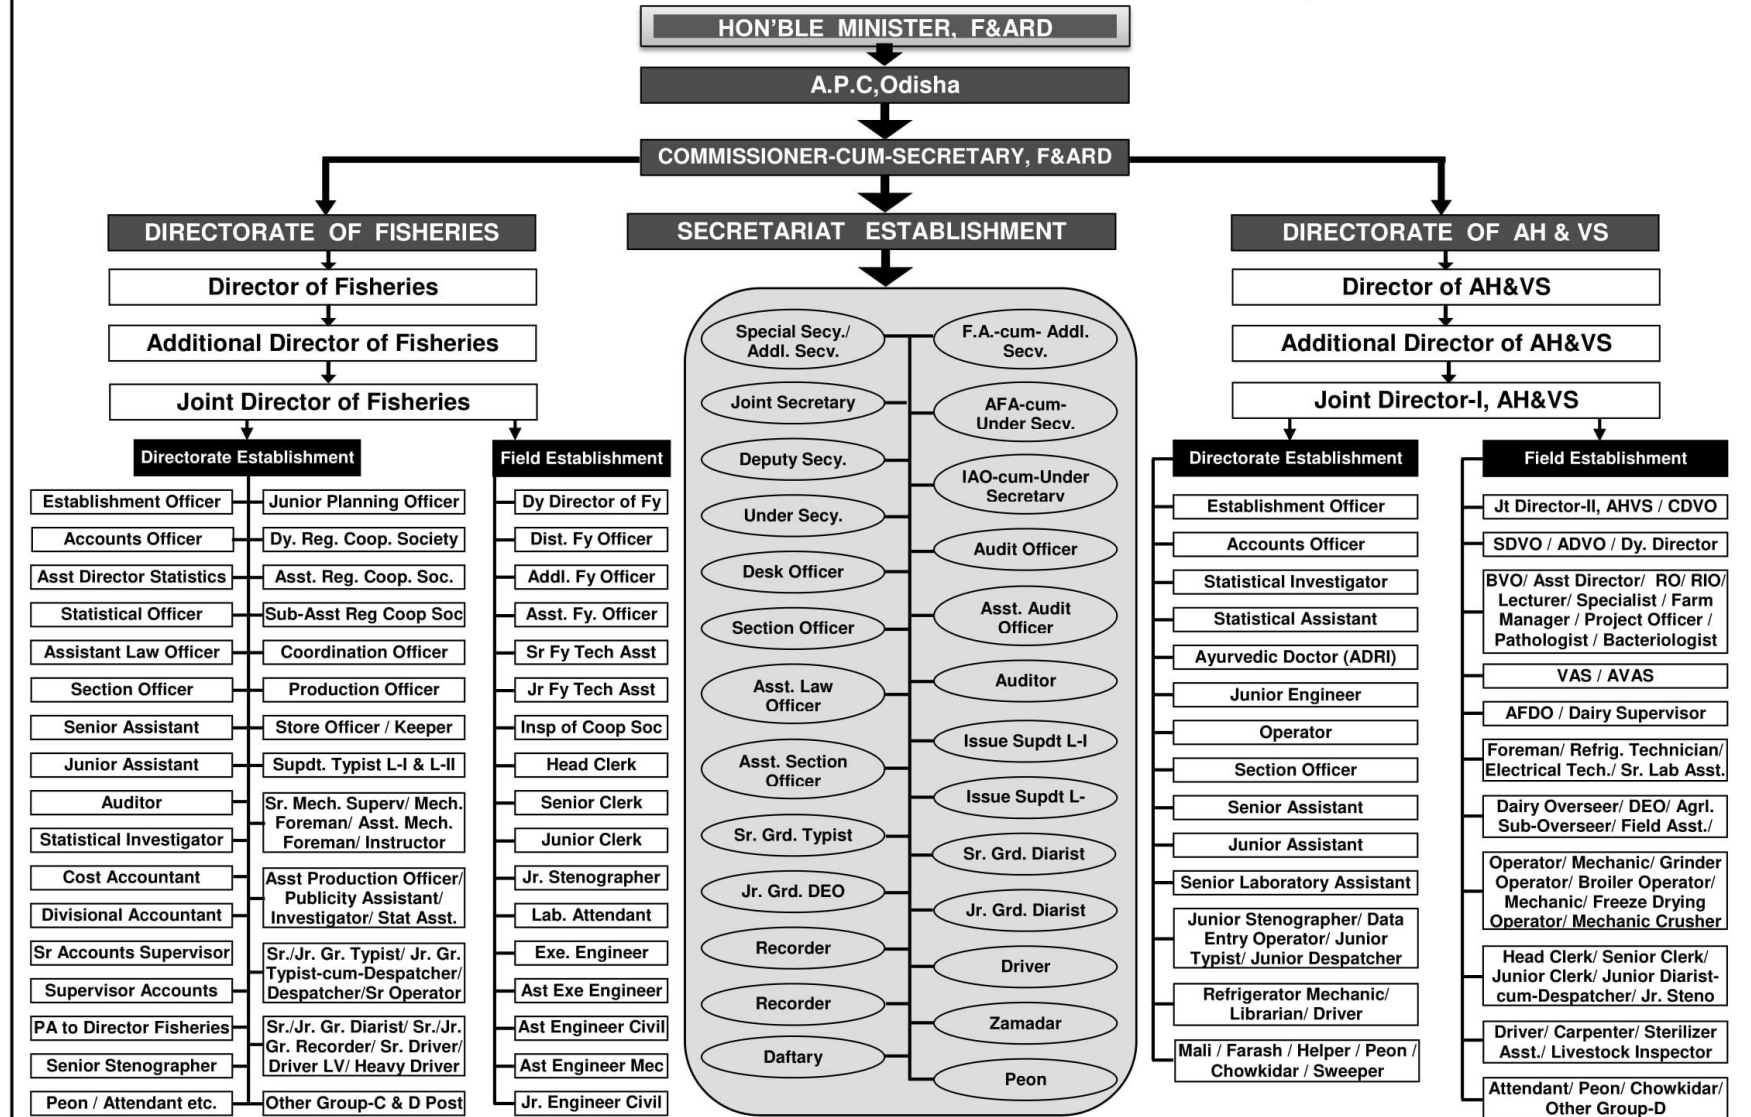 HON'BLE MINISTER, F&ARD
A.P.C,Odisha
COMMISSIONER-CUM-SECRETARY, F&ARD
DIRECTORATE OF FISHERIES
Director of Fisheries
Additional Director of Fisheries
Joint Director of Fisheries
Directorate Establishment
Establishment Officer
Accounts Officer
Asst Director Statistics
Statistical Officer
Assistant Law Officer
Section Officer
Senior Assistant
Junior Assistant
Auditor
Statistical Investigator
Cost Accountant
Divisional Accountant
Sr Accounts Supervisor
Supervisor Accounts
PA to Director Fisheries
Senior Stenographer
Peon / Attendant etc.
Junior Planning Officer
Dy. Reg. Coop. Society
Asst. Reg. Coop. Soc.
Sub-Asst Reg Coop Soc
Coordination Officer
Production Officer
Store Officer / Keeper
Supdt. Typist L-I & L-II
Sr. Mech. Superv/ Mech.
Foreman/ Asst. Mech.
Foreman/ Instructor
Asst Production Officer/
Publicity Assistant/
Investigator/ Stat Asst.
Sr./Jr. Gr. Typist/ Jr. Gr.
Typist-cum-Despatcher/
Despatcher/Sr Operator
Sr./Jr. Gr. Diarist/ Sr./Jr.
Gr. Recorder/ Sr. Driver/
Driver LV/ Heavy Driver
Other Group-C & D Post
Field Establishment
Dy Director of Fy
Dist. Fy Officer
Addl. Fy Officer
Asst. Fy. Officer
Sr Fy Tech Asst
Jr Fy Tech Asst
Insp of Coop Soc
Head Clerk
Senior Clerk
Junior Clerk
Jr. Stenographer
Lab. Attendant
Exe. Engineer
Ast Exe Engineer
Ast Engineer Civil
Ast Engineer Mec
Jr. Engineer Civil
SECRETARIAT ESTABLISHMENT
Special Secy./
Addl. Secy.
Joint Secretary
Deputy Secy.
Under Secy.
Desk Officer
Section Officer
Asst. Law
Officer
Asst. Section
Officer
Sr. Grd. Typist
Jr. Grd. DEO
Recorder
Recorder
Daftary
F.A.-cum- Addl.
Secy.
AFA-cum-
Under Secy.
IAO-cum-Under
Secretary
Audit Officer
Asst. Audit
Officer
Auditor
Issue Supdt L-I
Issue Supdt L-
Sr. Grd. Diarist
Jr. Grd. Diarist
Driver
Zamadar
Peon
DIRECTORATE OF AH & VS
Director of AH&VS
Additional Director of AH&VS
Joint Director-I, AH&VS
Directorate Establishment
Establishment Officer
Accounts Officer
Statistical Investigator
Statistical Assistant
Ayurvedic Doctor (ADRI)
Junior Engineer
Operator
Section Officer
Senior Assistant
Junior Assistant
Senior Laboratory Assistant
Junior Stenographer/ Data
Entry Operator/ Junior
Typist/ Junior Despatcher
Refrigerator Mechanic/
Librarian/ Driver
Mali / Farash / Helper / Peon /
Chowkidar / Sweeper
Field Establishment
Jt Director-II, AHVS / CDVO
SDVO / ADVO / Dy. Director
BVO/ Asst Director/ RO/ RIO/
Lecturer/ Specialist / Farm
Manager / Project Officer /
Pathologist / Bacteriologist
VAS / AVAS
AFDO / Dairy Supervisor
Foreman/ Refrig. Technician/
Electrical Tech./ Sr. Lab Asst.
Dairy Overseer/ DEO/ Agrl.
Sub-Overseer/ Field Asst./
Operator/ Mechanic/ Grinder
Operator/ Broiler Operator/
Mechanic/ Freeze Drying
Operator/ Mechanic Crusher
Head Clerk/ Senior Clerk/
Junior Clerk/ Junior Diarist-
cum-Despatcher/ Jr. Steno
Driver/ Carpenter/ Sterilizer
Asst./ Livestock Inspector
Attendant/ Peon/ Chowkidar/
Other Group-D